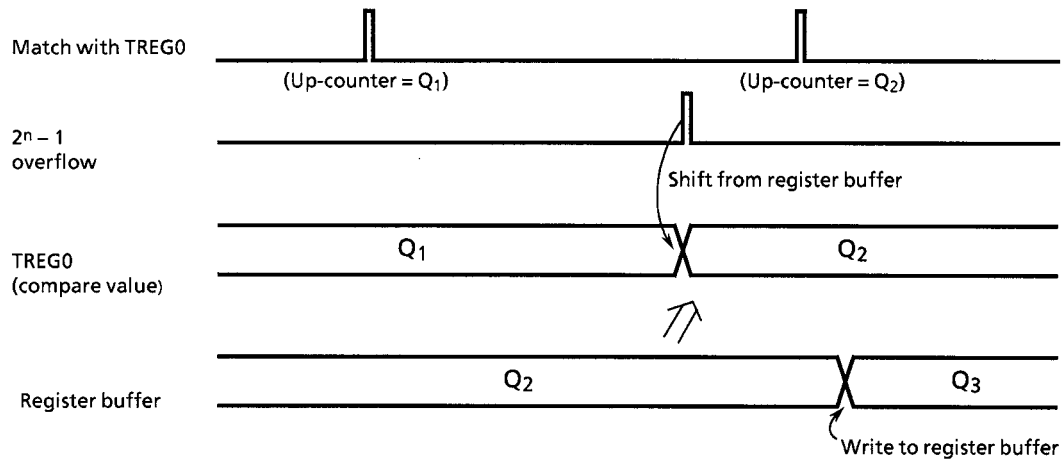 Match with TREG0
(Up-counter = Q₁)
(Up-counter = Q₂)
2ⁿ – 1
overflow
Shift from register buffer
TREG0
(compare value)
Q₁
Q₂
Register buffer
Q₂
Q₃
Write to register buffer